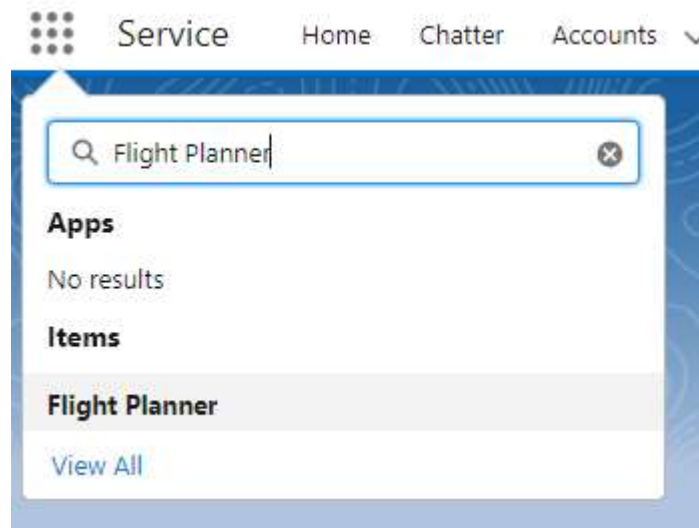 Service Home Chatter Accounts
Flight Planner
Apps
No results
Items
Flight Planner
View All